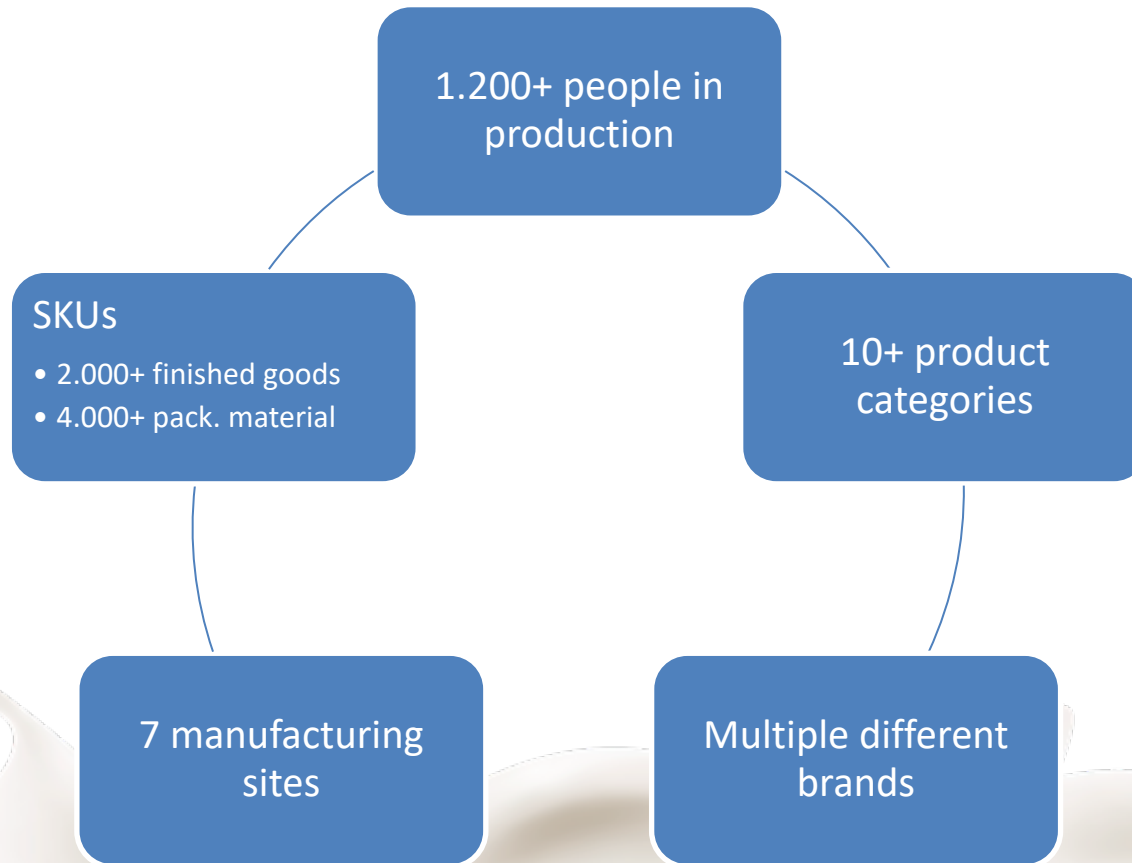 1.200+ people in
production
SKUs
• 2.000+ finished goods
• 4.000+ pack. material
10+ product
categories
7 manufacturing
sites
Multiple different
brands